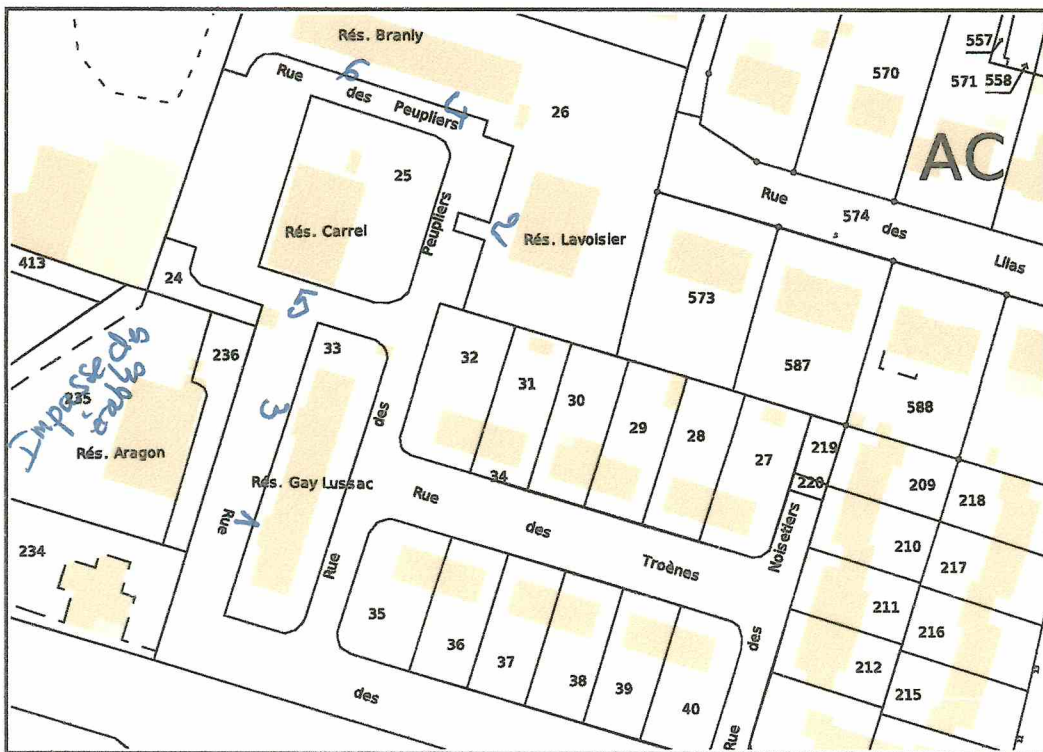 Rés. Branly
Rue
des
Peupliers
6
4
26
570
557
571
558
AC
25
Peupliers
Rés. Carrel
2
Rés. Lavoisier
Rue
574
des
Lilas
413
24
5
573
587
588
Impasse des
érables
235
236
33
3
32
31
30
29
28
27
219
220
209
218
Rés. Aragon
Rés. Gay Lussac
des
34
Rue
des
Troènes
Noisetiers
210
217
Rue
1
Rue
234
35
36
37
38
39
40
des
211
216
212
215
des
Rue